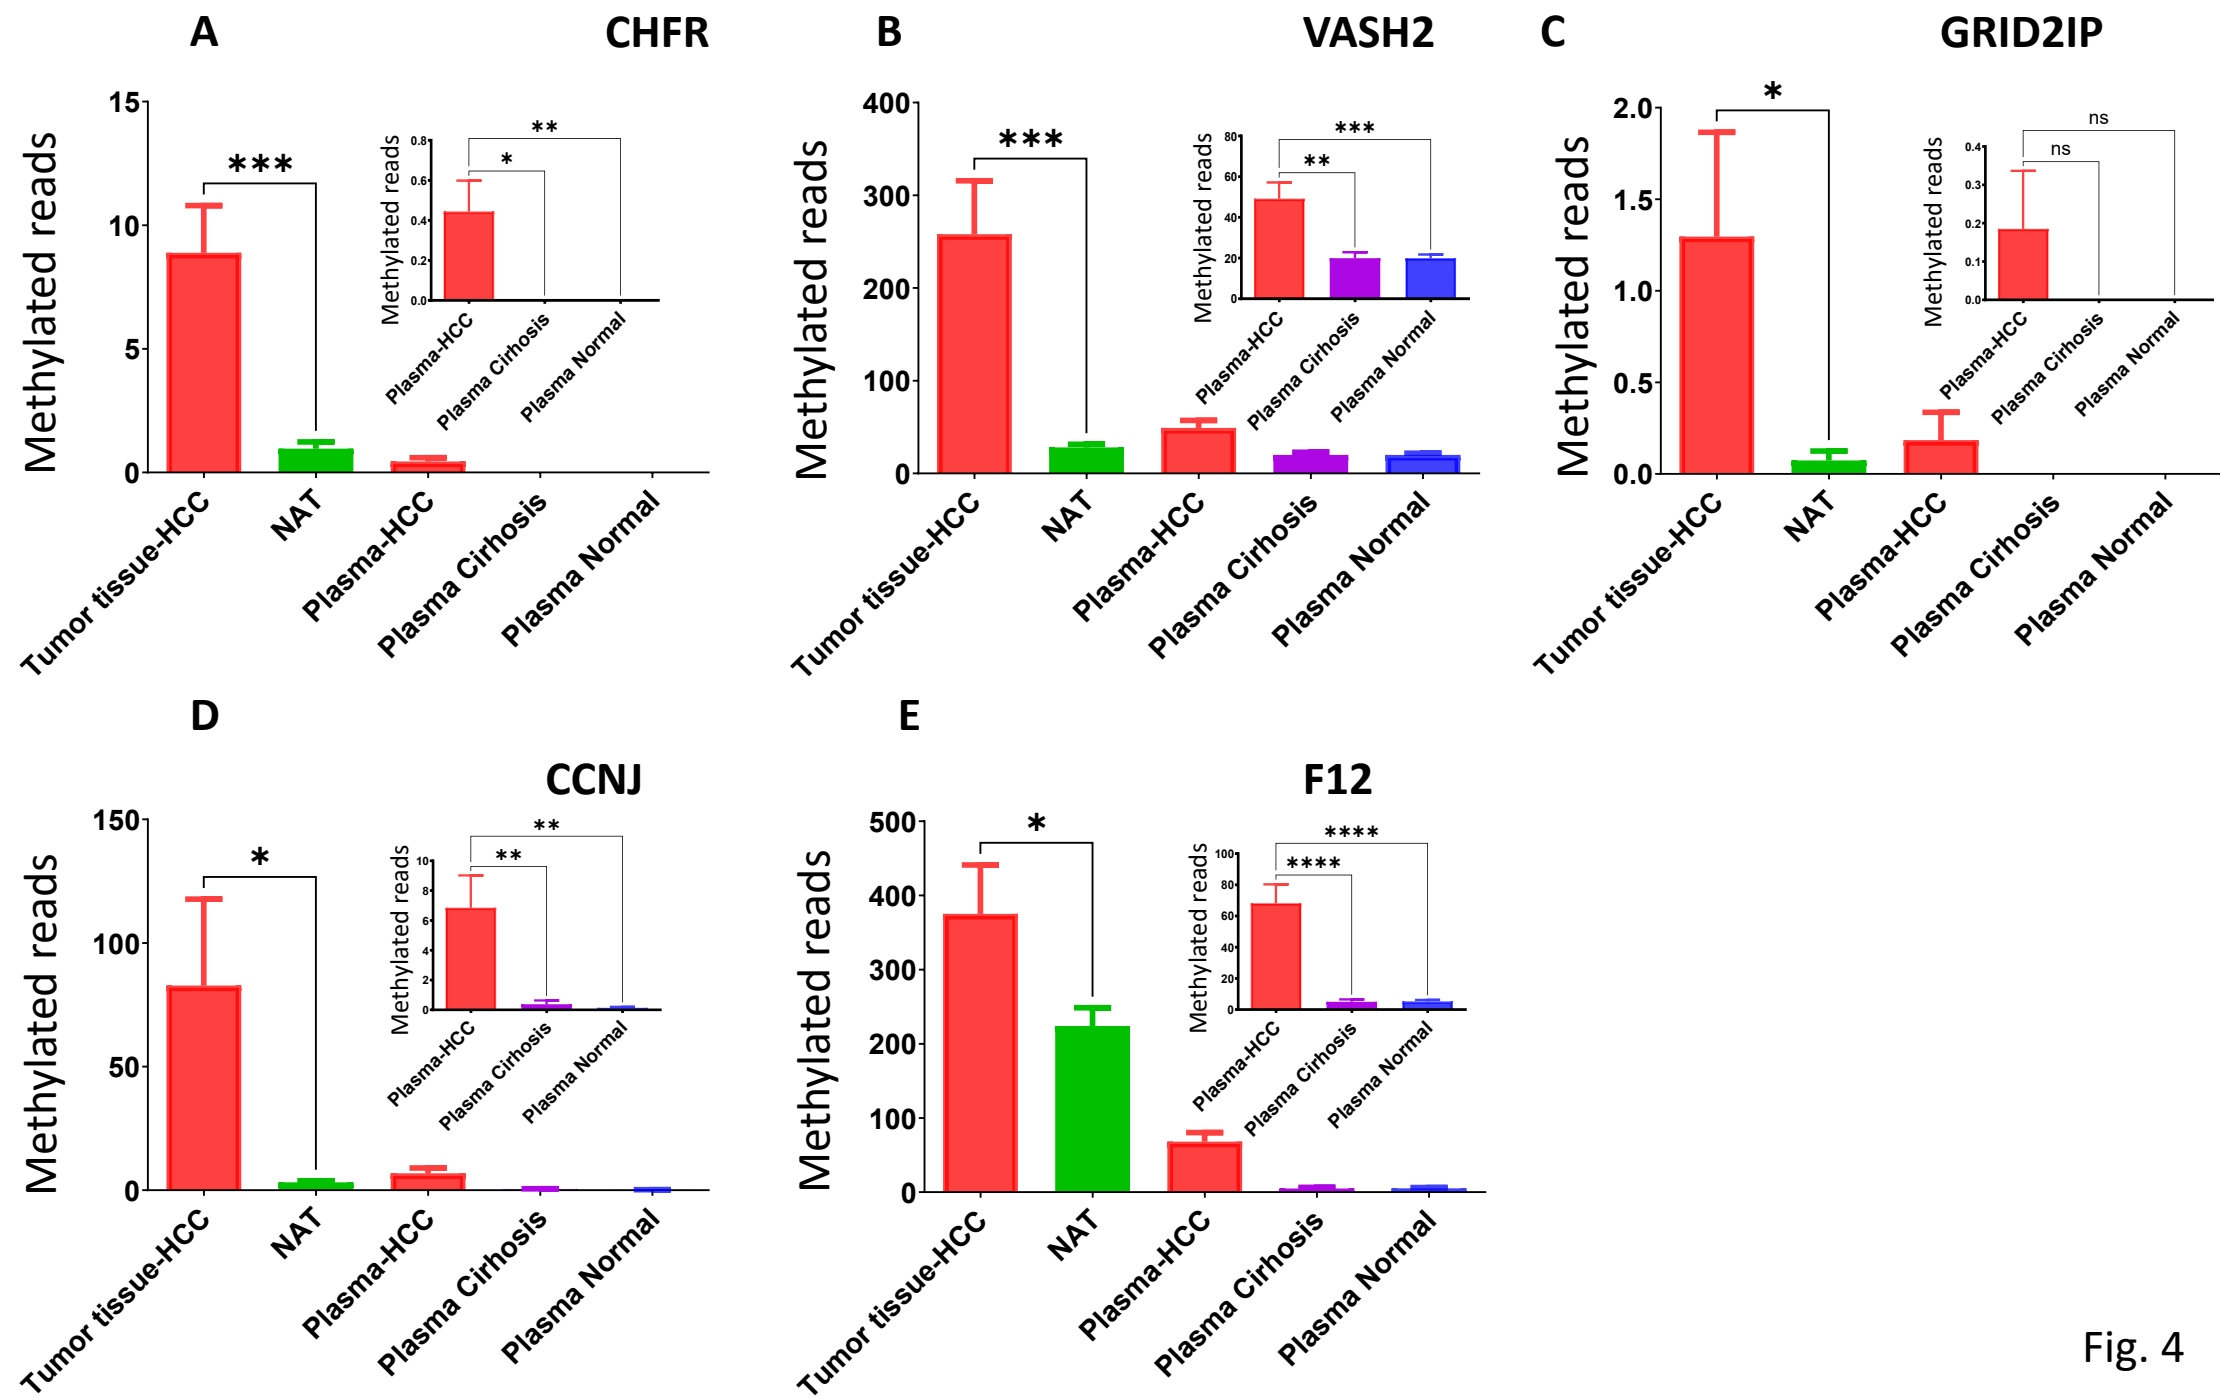 A
CHFR
Methylated reads
15
10
5
0
***
Methylated reads
0.8
0.6
0.4
0.2
0.0
**
*
Plasma-HCC
Plasma Cirhosis
Plasma Normal
Tumor tissue-HCC
NAT
Plasma-HCC
Plasma Cirhosis
Plasma Normal
B
VASH2
Methylated reads
400
300
200
100
0
***
Methylated reads
80
60
40
20
0
***
**
Plasma-HCC
Plasma Cirhosis
Plasma Normal
Tumor tissue-HCC
NAT
Plasma-HCC
Plasma Cirhosis
Plasma Normal
C
GRID2IP
Methylated reads
2.0
1.5
1.0
0.5
0.0
*
Methylated reads
0.4
0.3
0.2
0.1
0.0
ns
ns
Plasma-HCC
Plasma Cirhosis
Plasma Normal
Tumor tissue-HCC
NAT
Plasma-HCC
Plasma Cirhosis
Plasma Normal
D
CCNJ
Methylated reads
150
100
50
0
*
Methylated reads
10
8
6
4
2
0
**
**
Plasma-HCC
Plasma Cirhosis
Plasma Normal
Tumor tissue-HCC
NAT
Plasma-HCC
Plasma Cirhosis
Plasma Normal
E
F12
Methylated reads
500
400
300
200
100
0
*
Methylated reads
100
80
60
40
20
0
****
****
Plasma-HCC
Plasma Cirhosis
Plasma Normal
Tumor tissue-HCC
NAT
Plasma-HCC
Plasma Cirhosis
Plasma Normal
Fig. 4